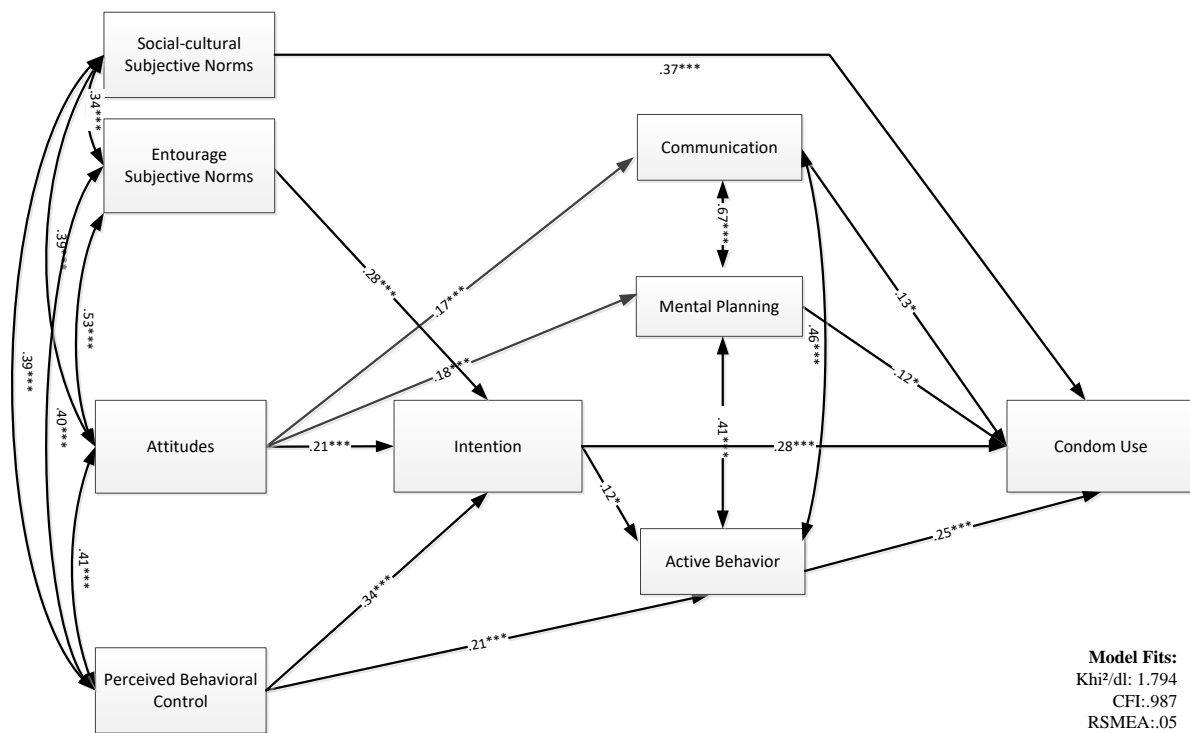 Social-cultural
Subjective Norms
.37***
.34***
Entourage
Subjective Norms
Communication
.67***
.39***
.28***
.17***
Mental Planning
.13*
.53***
.46***
.18***
.12*
.39***
.40***
Attitudes
.21***
Intention
.41***
.28***
Condom Use
.12*
.41***
Active Behavior
.25***
.34***
.21***
Perceived Behavioral
Control
Model Fits:
Khi²/dl: 1.794
CFI:.987
RSMEA:.05